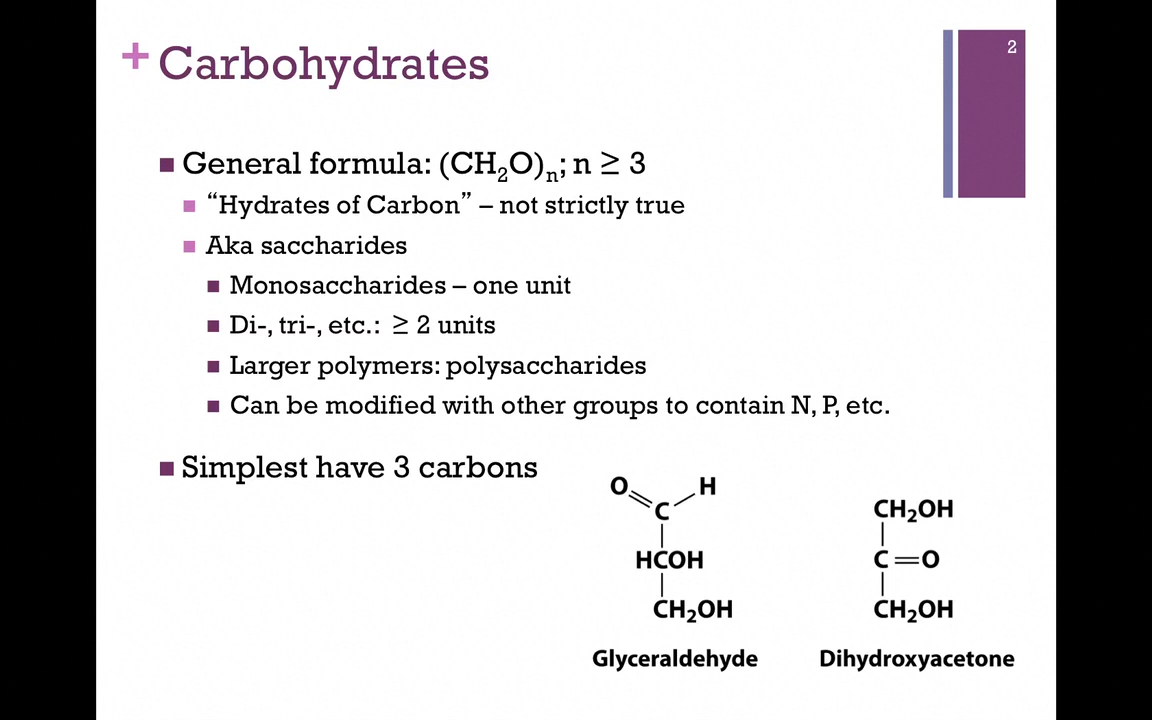 + Carbohydrates
2
General formula: (CH₂O)ₙ; n ≥ 3
“Hydrates of Carbon” – not strictly true
Aka saccharides
Monosaccharides – one unit
Di-, tri-, etc.: ≥ 2 units
Larger polymers: polysaccharides
Can be modified with other groups to contain N, P, etc.
Simplest have 3 carbons
O H
C
HCOH
CH₂OH
Glyceraldehyde
CH₂OH
C=O
CH₂OH
Dihydroxyacetone